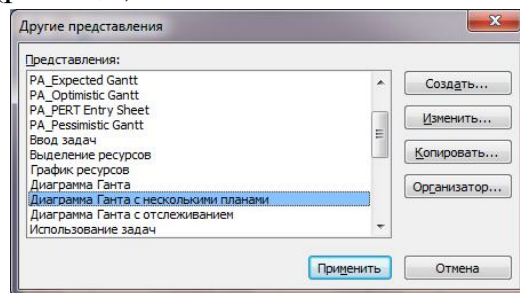 Другие представления
Представления:
PA_Expected Gantt
PA_Optimistic Gantt
PA_PERT Entry Sheet
PA_Pessimistic Gantt
Ввод задач
Выделение ресурсов
График ресурсов
Диаграмма Ганта
Диаграмма Ганта с несколькими планами
Диаграмма Ганта с отслеживанием
Использование задач
Создать...
Изменить...
Копировать...
Организатор...
Применить
Отмена